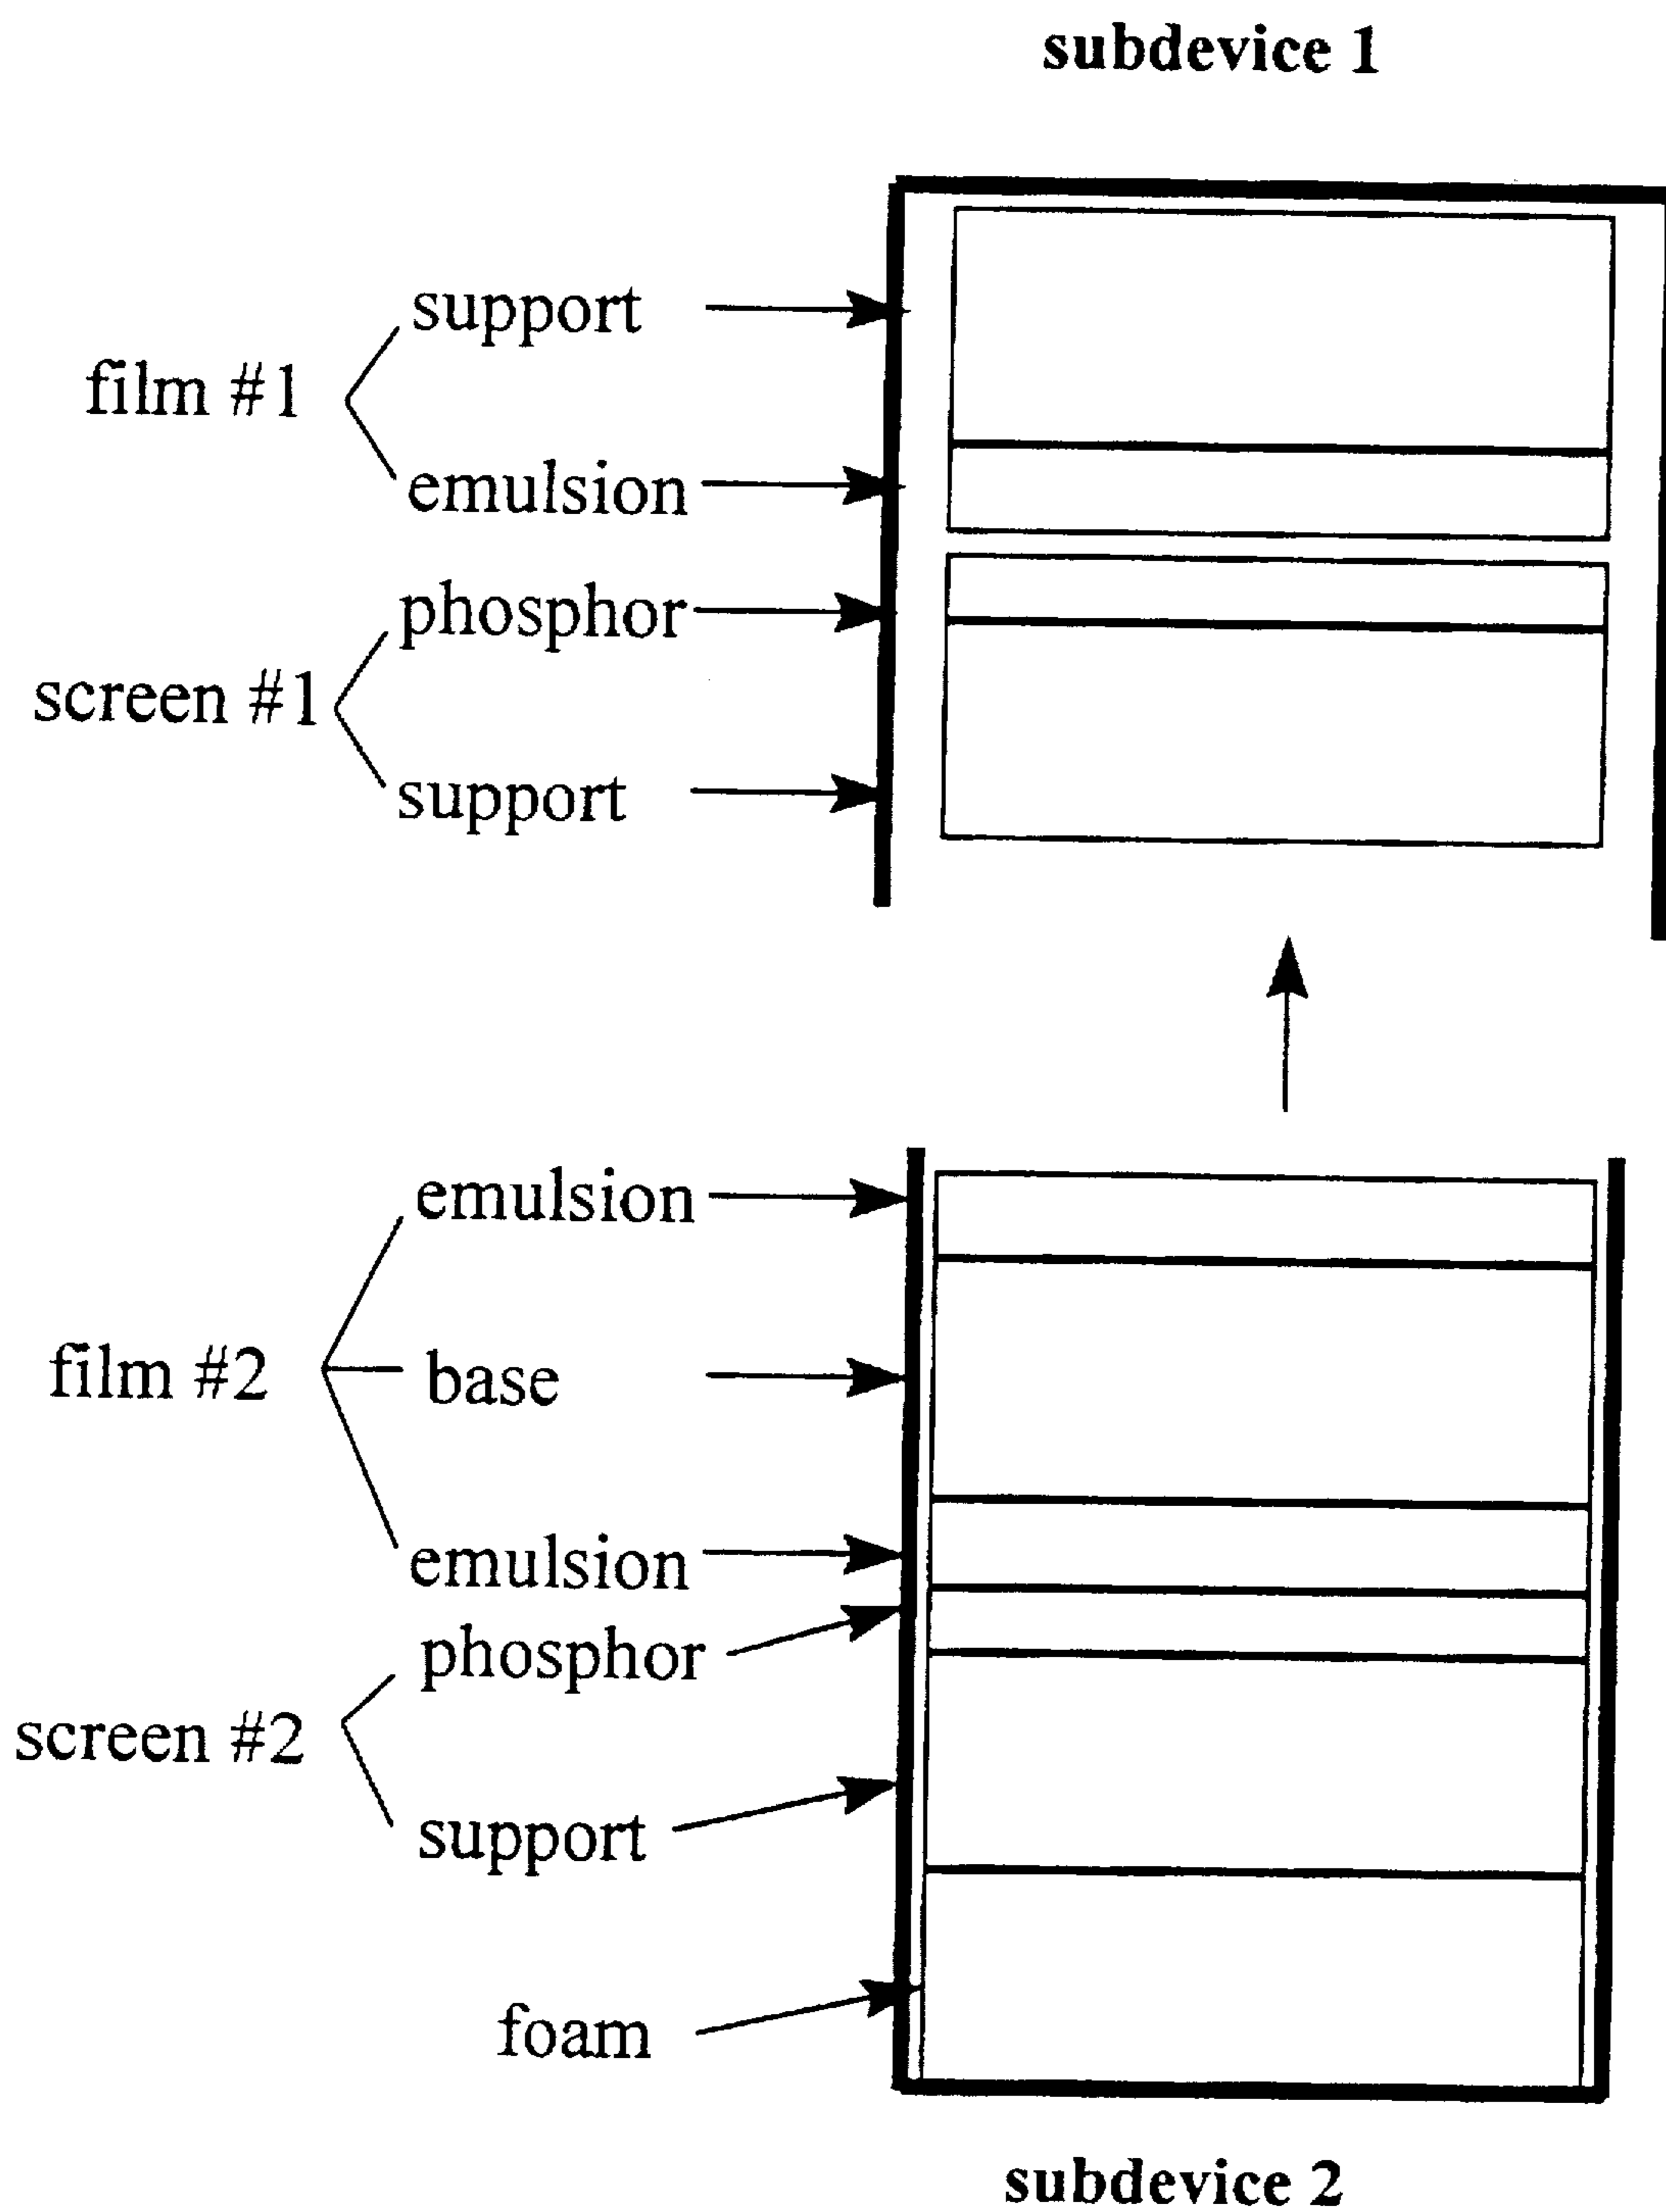 subdevice 1
support
film #1
emulsion
phosphor
screen #1
support
emulsion
film #2
base
emulsion
phosphor
screen #2
support
foam
subdevice 2